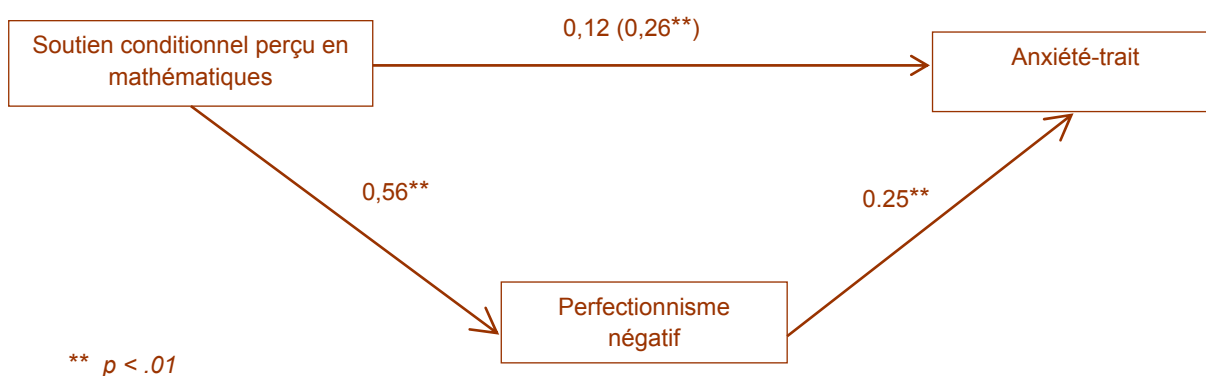 0,12 (0,26**)
Soutien conditionnel perçu en
mathématiques
Anxiété-trait
0,56**
0.25**
Perfectionnisme
négatif
** p < .01